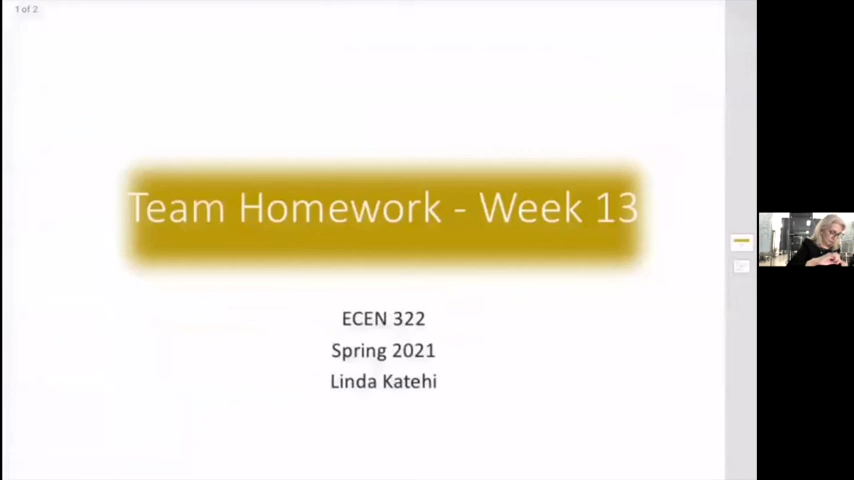 1 of 2
Team Homework - Week 13
ECEN 322
Spring 2021
Linda Katehi